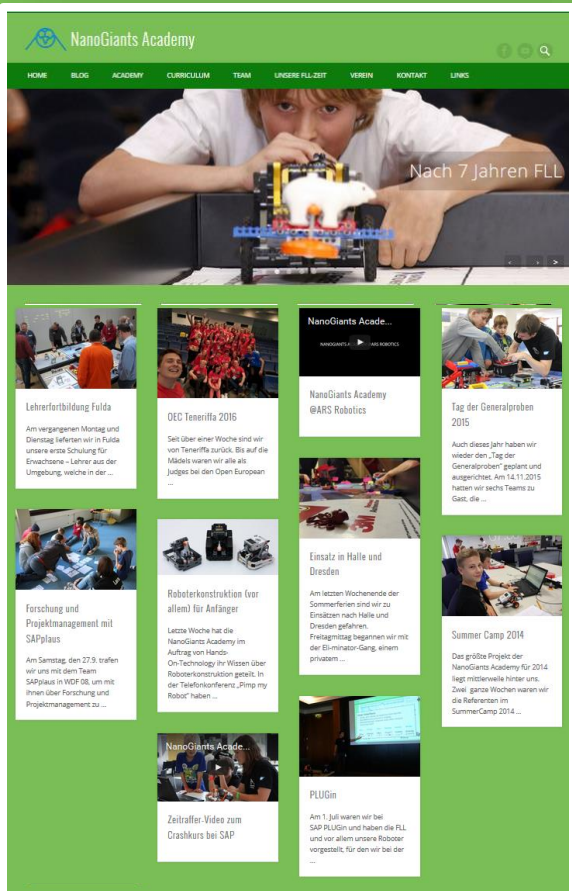 NanoGiants Academy
HOME BLOG ACADEMY CURRICULUM TEAM UNSERE FLL-ZEIT VEREIN KONTAKT LINKS
Nach 7 Jahren FLL
Lehrerfortbildung Fulda
Am vergangenen Montag und
Dienstag lieferten wir in Fulda
unsere erste Schulung für
Erwachsene – Lehrer aus der
Umgebung, welche in der ...
Forschung und
Projektmanagement mit
SAPplaus
Am Samstag, den 27.9. trafen
wir uns mit dem Team
SAPplaus in WDF 08, um mit
ihnen über Forschung und
Projektmanagement zu ...
OEC Teneriffa 2016
Seit über einer Woche sind wir
von Teneriffa zurück. Bis auf die
Mädels waren wir alle als
Judges bei den Open European
...
Roboterkonstruktion (vor
allem) für Anfänger
Letzte Woche hat die
NanoGiants Academy im
Auftrag von Hands-
On-Technology ihr Wissen über
Roboterkonstruktion geteilt. In
der Telefonkonferenz „Pimp my
Robot“ haben ...
NanoGiants Acade...
Zeitraffer-Video zum
Crashkurs bei SAP
NanoGiants Acade...
NanoGiants Academy
@ARS Robotics
Einsatz in Halle und
Dresden
Am letzten Wochenende der
Sommerferien sind wir zu
Einsätzen nach Halle und
Dresden gefahren.
Freitagmittag begannen wir mit
der Eli-minator-Gang, einem
privatem ...
PLUGin
Am 1. Juli waren wir bei
SAP PLUGin und haben die FLL
und vor allem unsere Roboter
vorgestellt, für den wir bei der
...
Tag der Generalproben
2015
Auch dieses Jahr haben wir
wieder den „Tag der
Generalproben“ geplant und
ausgerichtet. Am 14.11.2015
hatten wir sechs Teams zu
Gast, die ...
Summer Camp 2014
Das größte Projekt der
NanoGiants Academy für 2014
liegt mittlerweile hinter uns.
Zwei ganze Wochen waren wir
die Referenten im
SummerCamp 2014 ...